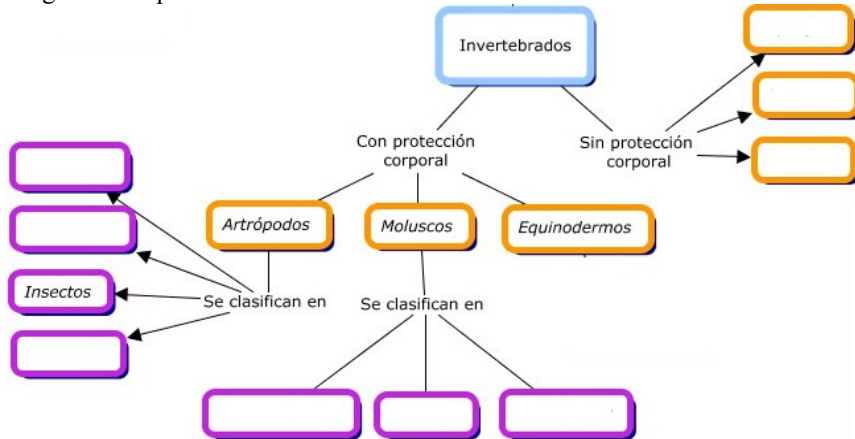 Invertebrados
Con protección
corporal
Sin protección
corporal
Artrópodos
Moluscos
Equinodermos
Insectos
Se clasifican en
Se clasifican en